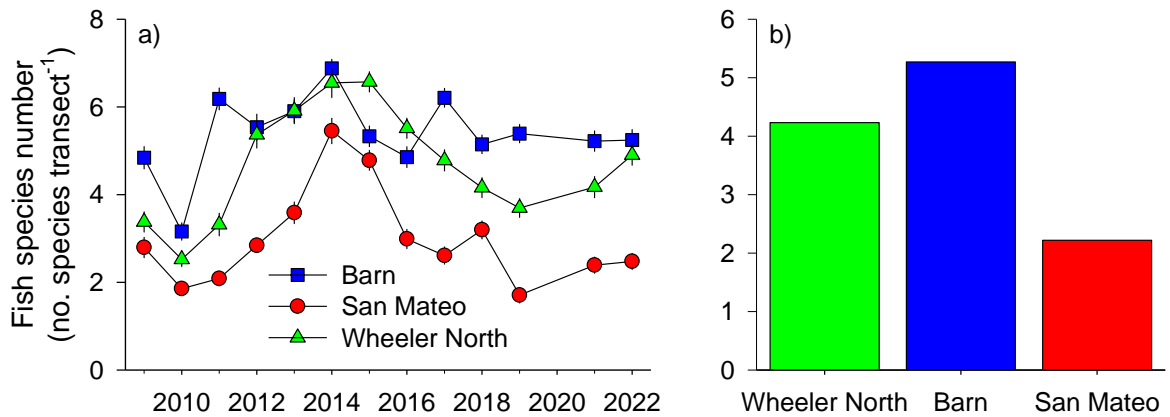 Fish species number
(no. species transect-1)
a)
8
6
4
2
0
Barn
San Mateo
Wheeler North
2010 2012 2014 2016 2018 2020 2022
b)
6
5
4
3
2
1
0
Wheeler North Barn San Mateo